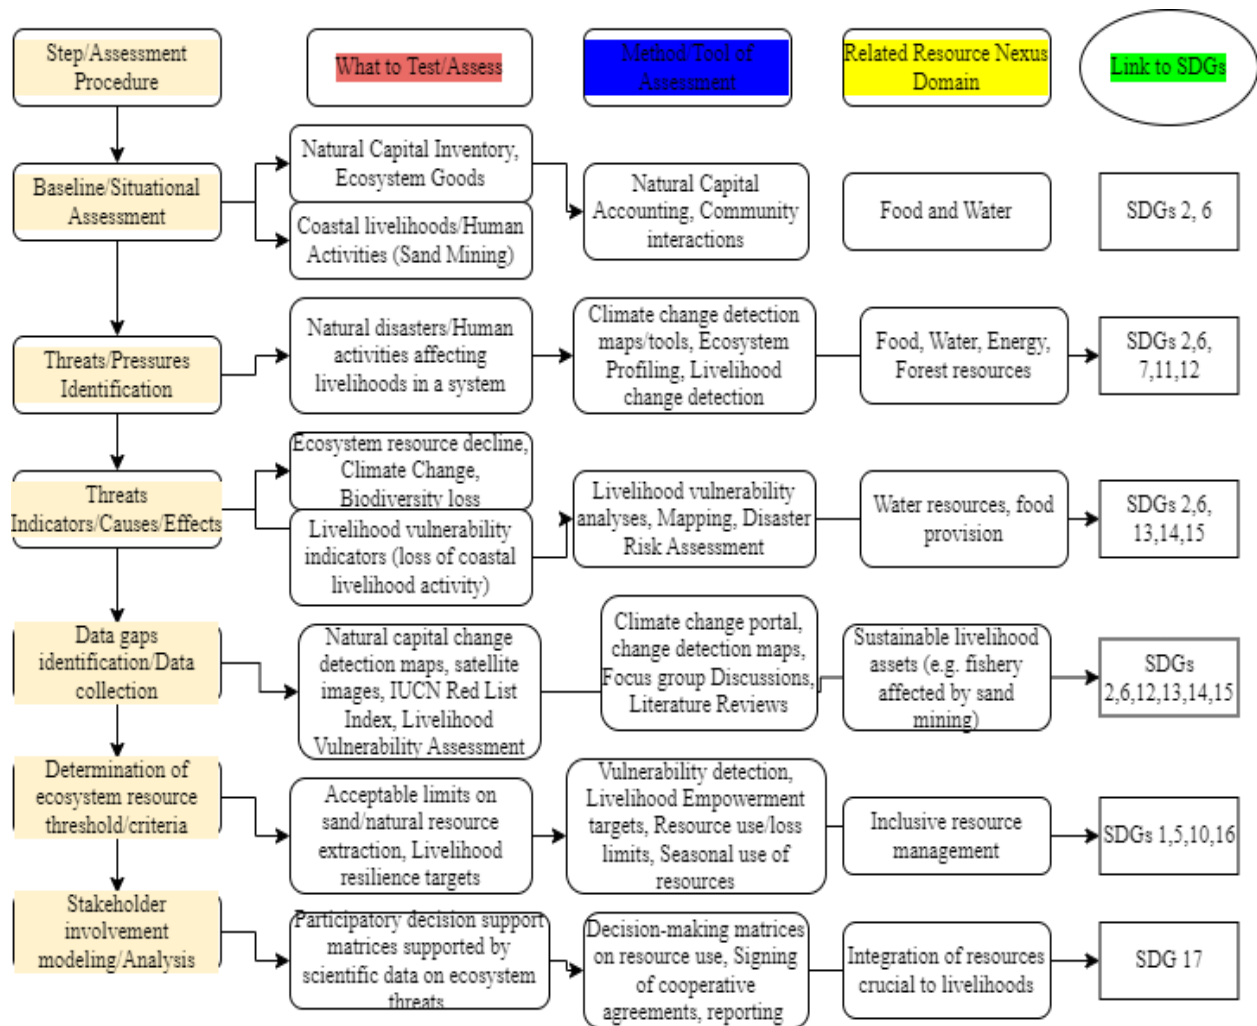 Step/Assessment
Procedure
What to Test/Assess
Method/Tool of
Assessment
Related Resource Nexus
Domain
Link to SDGs
Baseline/Situational
Assessment
Natural Capital Inventory,
Ecosystem Goods
Coastal livelihoods/Human
Activities (Sand Mining)
Natural Capital
Accounting, Community
interactions
Food and Water
SDGs 2, 6
Threats/Pressures
Identification
Natural disasters/Human
activities affecting
livelihoods in a system
Climate change detection
maps/tools, Ecosystem
Profiling, Livelihood
change detection
Food, Water, Energy,
Forest resources
SDGs 2,6,
7,11,12
Threats
Indicators/Causes/Effects
Ecosystem resource decline,
Climate Change,
Biodiversity loss
Livelihood vulnerability
indicators (loss of coastal
livelihood activity)
Livelihood vulnerability
analyses, Mapping, Disaster
Risk Assessment
Water resources, food
provision
SDGs 2,6,
13,14,15
Data gaps
identification/Data
collection
Natural capital change
detection maps, satellite
images, IUCN Red List
Index, Livelihood
Vulnerability Assessment
Climate change portal,
change detection maps,
Focus group Discussions,
Literature Reviews
Sustainable livelihood
assets (e.g. fishery
affected by sand
mining)
SDGs
2,6,12,13,14,15
Determination of
ecosystem resource
threshold/criteria
Acceptable limits on
sand/natural resource
extraction, Livelihood
resilience targets
Vulnerability detection,
Livelihood Empowerment
targets, Resource use/loss
limits, Seasonal use of
resources
Inclusive resource
management
SDGs 1,5,10,16
Stakeholder
involvement
modeling/Analysis
Participatory decision support
matrices supported by
scientific data on ecosystem
threats
Decision-making matrices
on resource use, Signing
of cooperative
agreements, reporting
Integration of resources
crucial to livelihoods
SDG 17